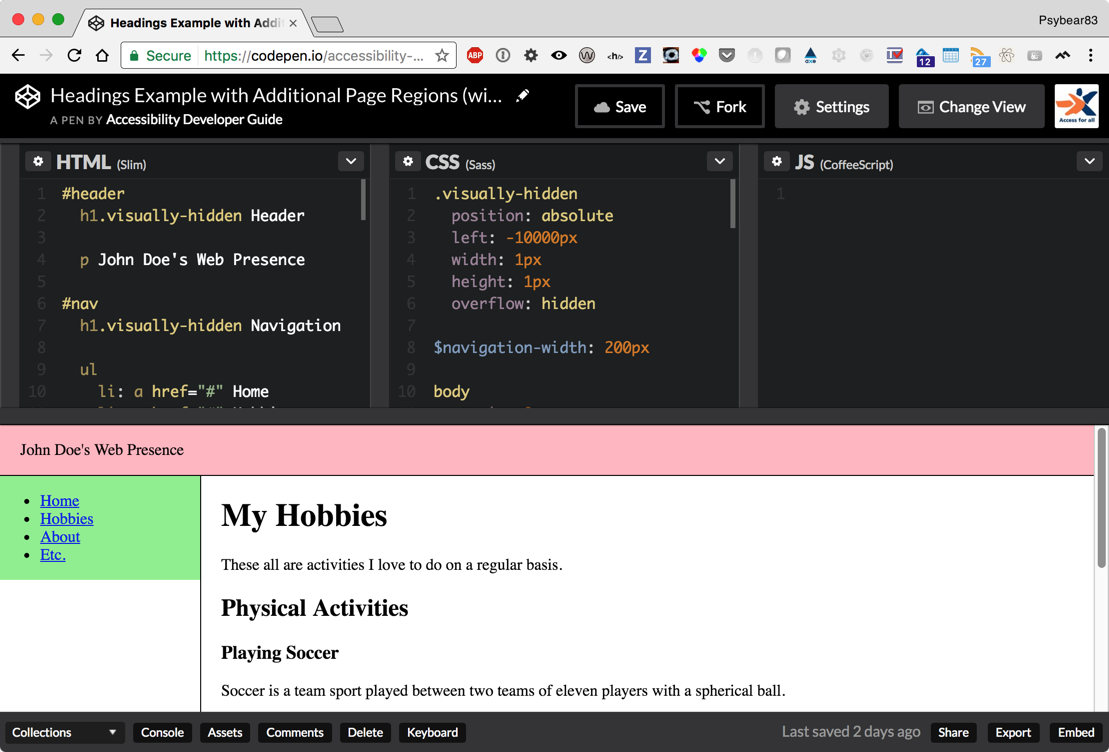 Headings Example with Addi
Psybear83
Secure https://codepen.io/accessibility-...
ABP
<h>
Z
12
27
Headings Example with Additional Page Regions (wi...
A PEN BY Accessibility Developer Guide
Save
Fork
Settings
Change View
Access for all
HTML (Slim)
1 #header
2 h1.visually-hidden Header
3
4 p John Doe's Web Presence
5
6 #nav
7 h1.visually-hidden Navigation
8
9 ul
10 li: a href="#" Home
CSS (Sass)
1 .visually-hidden
2 position: absolute
3 left: -10000px
4 width: 1px
5 height: 1px
6 overflow: hidden
7
8 $navigation-width: 200px
9
10 body
JS (CoffeeScript)
1
John Doe's Web Presence
Home
Hobbies
About
Etc.
My Hobbies
These all are activities I love to do on a regular basis.
Physical Activities
Playing Soccer
Soccer is a team sport played between two teams of eleven players with a spherical ball.
Collections
Console
Assets
Comments
Delete
Keyboard
Last saved 2 days ago
Share
Export
Embed